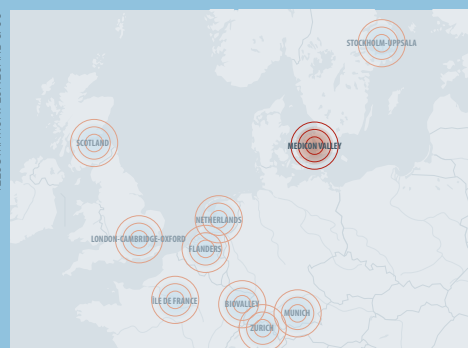 STOCKHOLM-UPPSALA
SCOTLAND
MEDICON VALLEY
NETHERLANDS
LONDON-CAMBRIDGE-OXFORD
FLANDERS
ÎLE DE FRANCE
BIOVALLEY
MUNICH
ZURICH